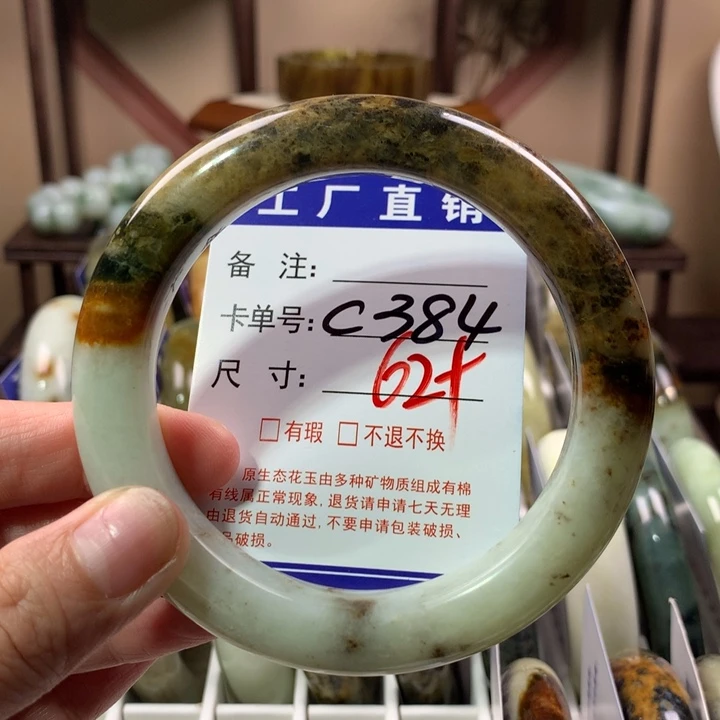 工厂直销
备 注:
卡单号: C384
尺 寸: 62+
□有瑕 □不退不换
原生态花玉由多种矿物质组成有棉
有线属正常现象, 退货请申请七天无理
由退货自动通过, 不要申请包装破损、
品破损。